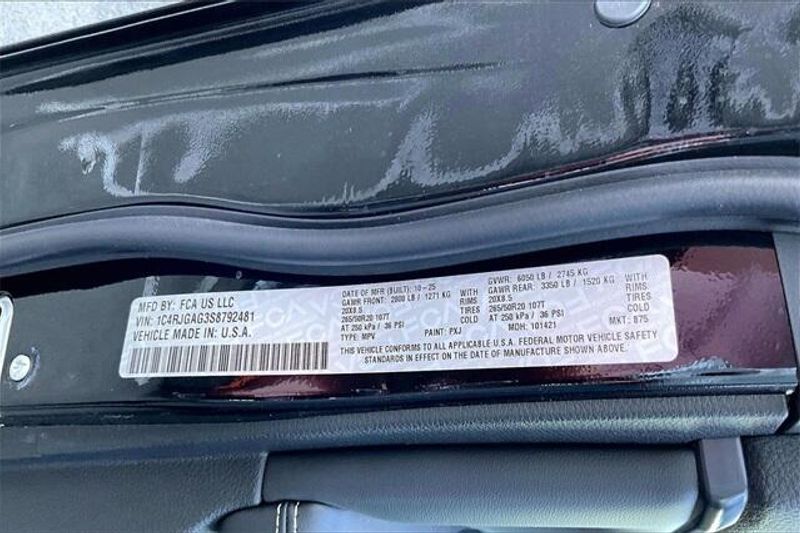 MFD BY: FCA US LLC
VIN: 1C4RJGAG3S8792481
VEHICLE MADE IN U.S.A.
DATE OF MFR (BUILT): 10-25
GAWR FRONT: 2800 LB / 1271 KG
20X8.5 RIMS
265/50R20 107T TIRES
AT 250 kPa / 36 PSI COLD
TYPE: MPV PAINT: PXJ
GVWR: 6050 LB / 2745 KG
GAWR REAR: 3350 LB / 1520 KG
20X8.5 RIMS
265/50R20 107T TIRES
AT 250 kPa / 36 PSI COLD
MOH: 101421 MKT: 875
THIS VEHICLE CONFORMS TO ALL APPLICABLE U.S.A. FEDERAL MOTOR VEHICLE SAFETY
STANDARDS IN EFFECT ON THE DATE OF MANUFACTURE SHOWN ABOVE.